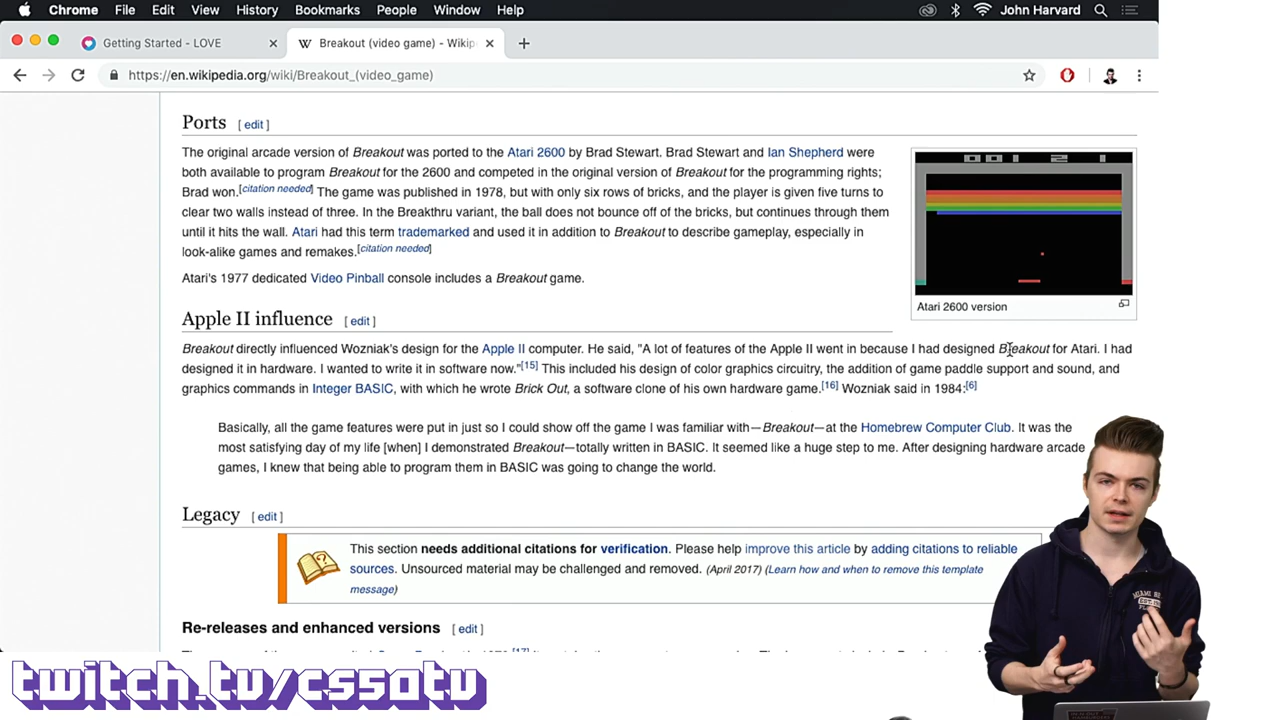 Chrome File Edit View History Bookmarks People Window Help John Harvard
Getting Started - LÖVE
Breakout (video game) - Wikip
https://en.wikipedia.org/wiki/Breakout_(video_game)
Ports [ edit ]
The original arcade version of Breakout was ported to the Atari 2600 by Brad Stewart. Brad Stewart and Ian Shepherd were
both available to program Breakout for the 2600 and competed in the original version of Breakout for the programming rights;
Brad won.[citation needed] The game was published in 1978, but with only six rows of bricks, and the player is given five turns to
clear two walls instead of three. In the Breakthru variant, the ball does not bounce off of the bricks, but continues through them
until it hits the wall. Atari had this term trademarked and used it in addition to Breakout to describe gameplay, especially in
look-alike games and remakes.[citation needed]
Atari's 1977 dedicated Video Pinball console includes a Breakout game.
001 2 1
Atari 2600 version
Apple II influence [ edit ]
Breakout directly influenced Wozniak's design for the Apple II computer. He said, "A lot of features of the Apple II went in because I had designed Breakout for Atari. I had
designed it in hardware. I wanted to write it in software now."[15] This included his design of color graphics circuitry, the addition of game paddle support and sound, and
graphics commands in Integer BASIC, with which he wrote Brick Out, a software clone of his own hardware game.[16] Wozniak said in 1984:[6]
Basically, all the game features were put in just so I could show off the game I was familiar with—Breakout—at the Homebrew Computer Club. It was the
most satisfying day of my life [when] I demonstrated Breakout—totally written in BASIC. It seemed like a huge step to me. After designing hardware arcade
games, I knew that being able to program them in BASIC was going to change the world.
Legacy [ edit ]
This section needs additional citations for verification. Please help improve this article by adding citations to reliable
sources. Unsourced material may be challenged and removed. (April 2017) (Learn how and when to remove this template
message)
Re-releases and enhanced versions [ edit ]
twitch.tv/cs50tv